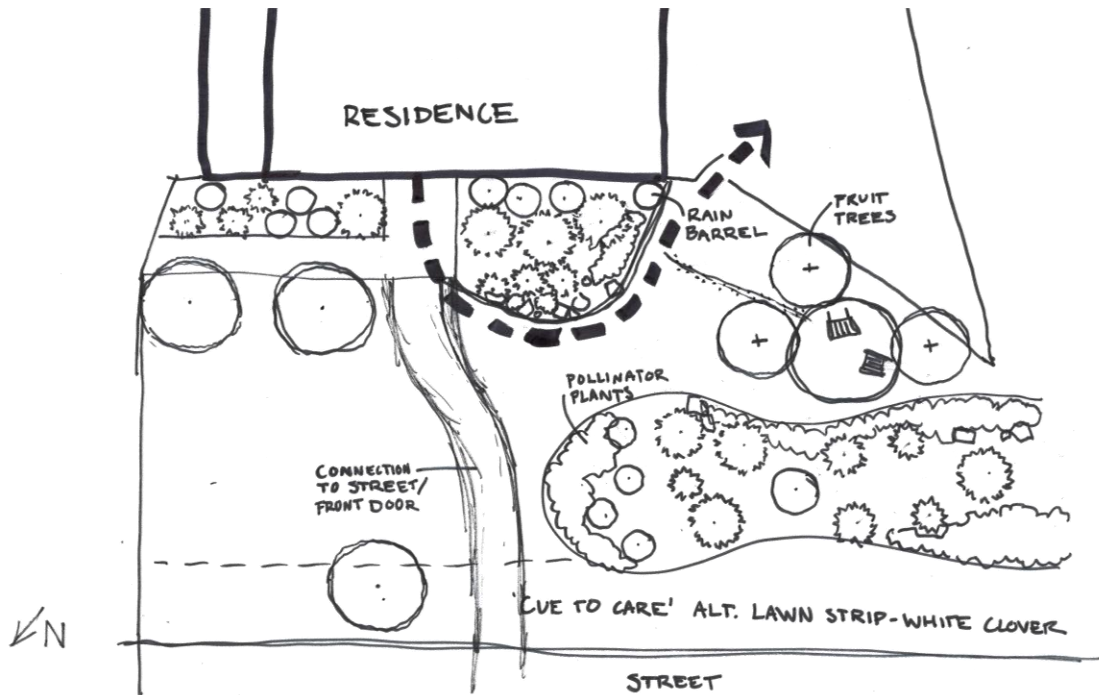 RESIDENCE
RAIN
BARREL
FRUIT
TREES
POLLINATOR
PLANTS
CONNECTION
TO STREET/
FRONT DOOR
'CUE TO CARE' ALT. LAWN STRIP-WHITE CLOVER
N
STREET